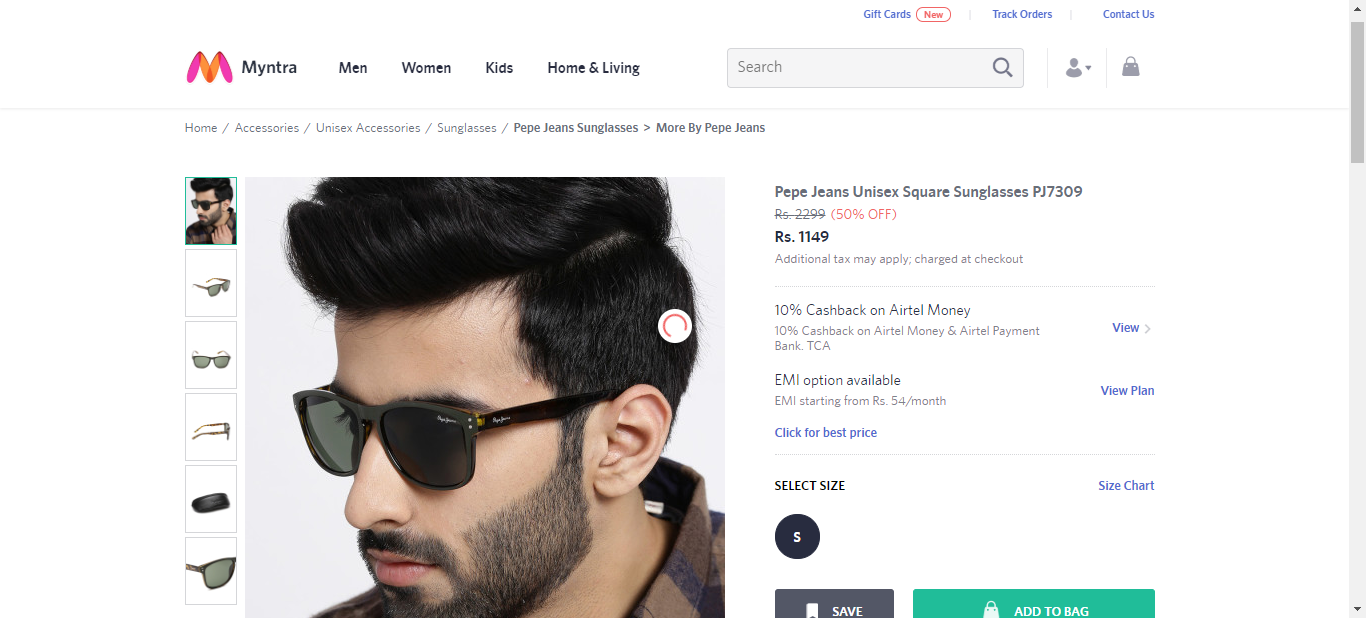 Gift Cards New Track Orders Contact Us
Myntra Men Women Kids Home & Living Search
Home / Accessories / Unisex Accessories / Sunglasses / Pepe Jeans Sunglasses > More By Pepe Jeans
Pepe Jeans Unisex Square Sunglasses PJ7309
Rs. 2299 (50% OFF)
Rs. 1149
Additional tax may apply; charged at checkout
10% Cashback on Airtel Money
10% Cashback on Airtel Money & Airtel Payment
Bank. TCA
View
EMI option available
EMI starting from Rs. 54/month
View Plan
Click for best price
SELECT SIZE Size Chart
S
SAVE ADD TO BAG
Pepe Jeans
Pepe Jeans